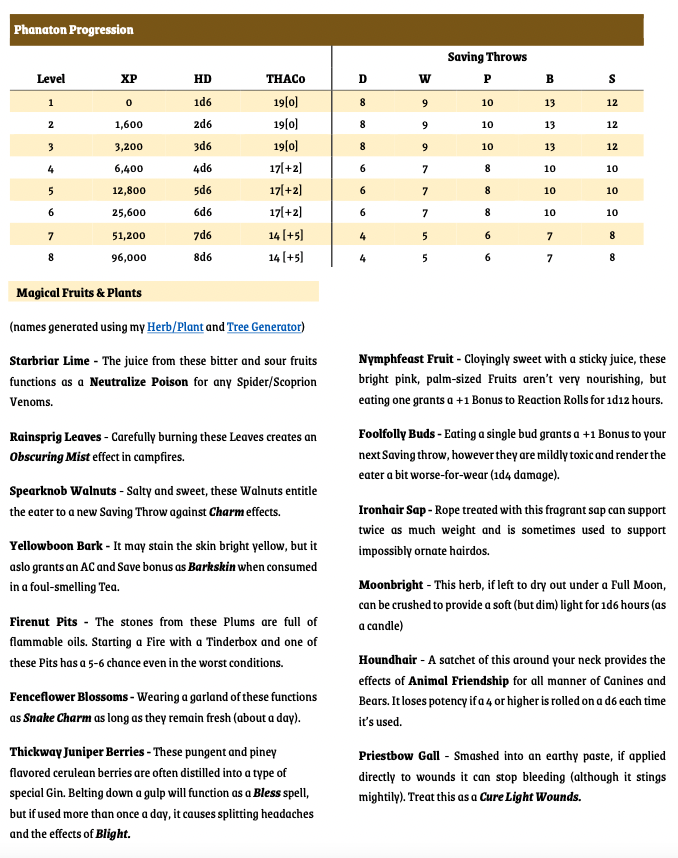 Phanaton Progression
Saving Throws
Level XP HD THACo D W P B S
1 0 1d6 19[0] 8 9 10 13 12
2 1,600 2d6 19[0] 8 9 10 13 12
3 3,200 3d6 19[0] 8 9 10 13 12
4 6,400 4d6 17[+2] 6 7 8 10 10
5 12,800 5d6 17[+2] 6 7 8 10 10
6 25,600 6d6 17[+2] 6 7 8 10 10
7 51,200 7d6 14 [+5] 4 5 6 7 8
8 96,000 8d6 14 [+5] 4 5 6 7 8
Magical Fruits & Plants
(names generated using my Herb/Plant and Tree Generator)
Starbriar Lime - The juice from these bitter and sour fruits
functions as a Neutralize Poison for any Spider/Scoprion
Venoms.
Rainsprig Leaves - Carefully burning these Leaves creates an
Obscuring Mist effect in campfires.
Spearknob Walnuts - Salty and sweet, these Walnuts entitle
the eater to a new Saving Throw against Charm effects.
Yellowboon Bark - It may stain the skin bright yellow, but it
aslo grants an AC and Save bonus as Barkskin when consumed
in a foul-smelling Tea.
Firenut Pits - The stones from these Plums are full of
flammable oils. Starting a Fire with a Tinderbox and one of
these Pits has a 5-6 chance even in the worst conditions.
Fenceflower Blossoms - Wearing a garland of these functions
as Snake Charm as long as they remain fresh (about a day).
Thickway Juniper Berries - These pungent and piney
flavored cerulean berries are often distilled into a type of
special Gin. Belting down a gulp will function as a Bless spell,
but if used more than once a day, it causes splitting headaches
and the effects of Blight.
Nymphfeast Fruit - Cloyingly sweet with a sticky juice, these
bright pink, palm-sized Fruits aren't very nourishing, but
eating one grants a +1 Bonus to Reaction Rolls for 1d12 hours.
Foolfolly Buds - Eating a single bud grants a +1 Bonus to your
next Saving throw, however they are mildly toxic and render the
eater a bit worse-for-wear (1d4 damage).
Ironhair Sap - Rope treated with this fragrant sap can support
twice as much weight and is sometimes used to support
impossibly ornate hairdos.
Moonbright - This herb, if left to dry out under a Full Moon,
can be crushed to provide a soft (but dim) light for 1d6 hours (as
a candle)
Houndhair - A satchet of this around your neck provides the
effects of Animal Friendship for all manner of Canines and
Bears. It loses potency if a 4 or higher is rolled on a d6 each time
it's used.
Priestbow Gall - Smashed into an earthy paste, if applied
directly to wounds it can stop bleeding (although it stings
mightily). Treat this as a Cure Light Wounds.